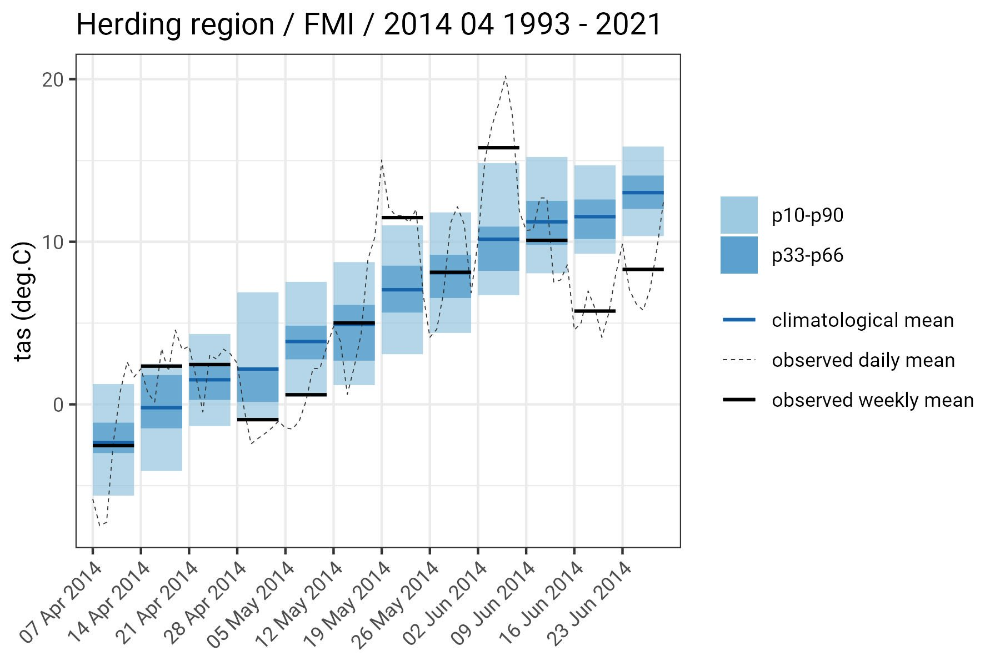 Herding region / FMI / 2014 04 1993 - 2021
tas (deg.C)
20
10
0
07 Apr 2014
14 Apr 2014
21 Apr 2014
28 Apr 2014
05 May 2014
12 May 2014
19 May 2014
26 May 2014
02 Jun 2014
09 Jun 2014
16 Jun 2014
23 Jun 2014
p10-p90
p33-p66
climatological mean
observed daily mean
observed weekly mean